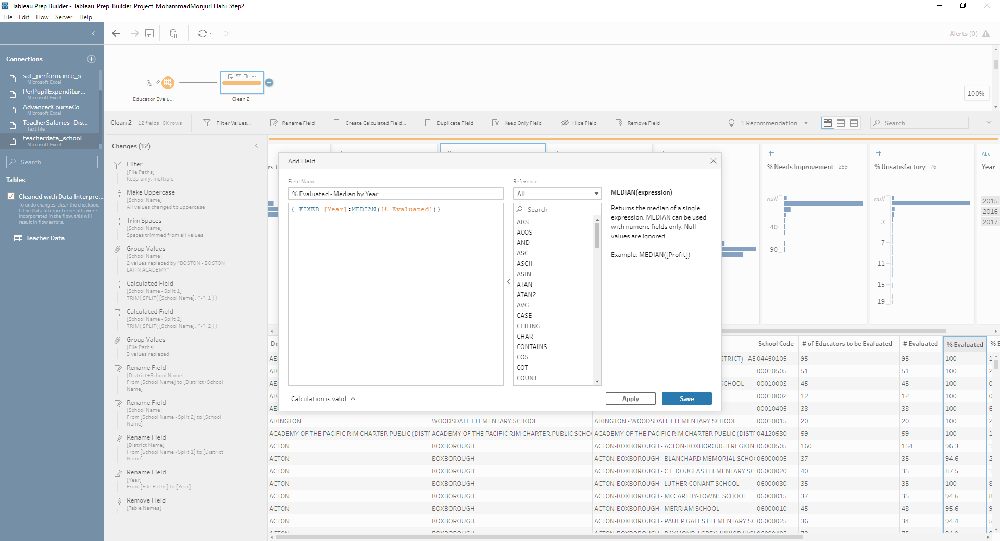 Tableau Prep Builder - Tableau_Prep_Builder_Project_MohammadMonjurEElahi_Step2
File Edit Flow Server Help
Alerts (0)
Connections
sat_performance_s...
Microsoft Excel
PerPupilExpenditur...
Microsoft Excel
AdvancedCourseCo...
Microsoft Excel
TeacherSalaries_Dis...
Text file
teacherdata_school...
Microsoft Excel
Search
Tables
Cleaned with Data Interpre...
To undo changes, clear the checkbox.
If the Data Interpreter results were
incorporated in the flow, this will
result in flow errors.
Teacher Data
Educator Evalu...
Clean 2
100%
Clean 2 12 fields 6K rows
Filter Values... Rename Field Create Calculated Field... Duplicate Field Keep Only Field Hide Field Remove Field
1 Recommendation
Search
Changes (12)
Filter
[File Paths]
Keep-only: multiple
Make Uppercase
[School Name]
All values changed to uppercase
Trim Spaces
[School Name]
Spaces trimmed from all values
Group Values
[School Name]
2 values replaced by "BOSTON - BOSTON
LATIN ACADEMY"
Calculated Field
[School Name - Split 1]
TRIM( SPLIT( [School Name], "-", 1 ) )
Calculated Field
[School Name - Split 2]
TRIM( SPLIT( [School Name], "-", 2 ) )
Group Values
[File Paths]
3 values replaced
Rename Field
[District+School Name]
From [School Name] to [District+School
Name]
Rename Field
[School Name]
From [School Name - Split 2] to [School
Name]
Rename Field
[District Name]
From [School Name - Split 1] to [District
Name]
Rename Field
[Year]
From [File Paths] to [Year]
Remove Field
[Table Names]
rs t
Add Field
Field Name
% Evaluated - Median by Year
{ FIXED [Year]:MEDIAN([% Evaluated])}
Calculation is valid
Reference
All
Search
ABS
ACOS
AND
ASC
ASCII
ASIN
ATAN
ATAN2
AVG
CASE
CEILING
CHAR
CONTAINS
COS
COT
COUNT
MEDIAN(expression)
Returns the median of a single
expression. MEDIAN can be used
with numeric fields only. Null
values are ignored.
Example: MEDIAN([Profit])
Apply
Save
#
% Needs Improvement 259
null
40
90
#
% Unsatisfactory 76
null
3
7
11
15
19
Abc
Year
2015
2016
2017
Di School Code # of Educators to be Evaluated # Evaluated % Evaluated % E
AB STRICT) - AE 04450105 95 95 100 1
AB 00010505 51 51 100 2
AB SCHOOL 00010003 45 45 100 0
AB 00010002 12 12 100 0
AB 00010405 33 33 100 6
ABINGTON WOODSDALE ELEMENTARY SCHOOL ABINGTON - WOODSDALE ELEMENTARY SCHOOL 00010015 20 20 100 2
ACADEMY OF THE PACIFIC RIM CHARTER PUBLIC (DISTR ACADEMY OF THE PACIFIC RIM CHARTER PUBLIC SCHOO ACADEMY OF THE PACIFIC RIM CHARTER PUBLIC (DISTR 04120530 59 59 100 1
ACTON BOXBOROUGH ACTON-BOXBOROUGH - ACTON-BOXBOROUGH REGION 06000505 160 154 96.3 1
ACTON BOXBOROUGH ACTON-BOXBOROUGH - BLANCHARD MEMORIAL SCHO 06000005 37 35 94.6 2
ACTON BOXBOROUGH ACTON-BOXBOROUGH - C.T. DOUGLAS ELEMENTARY SC 06000020 40 35 87.5 1
ACTON BOXBOROUGH ACTON-BOXBOROUGH - LUTHER CONANT SCHOOL 06000030 35 35 100 8
ACTON BOXBOROUGH ACTON-BOXBOROUGH - MCCARTHY-TOWNE SCHOOL 06000015 37 35 94.6 8
ACTON BOXBOROUGH ACTON-BOXBOROUGH - MERRIAM SCHOOL 06000010 45 43 95.6 9
ACTON BOXBOROUGH ACTON-BOXBOROUGH - PAUL P GATES ELEMENTARY SC 06000025 36 34 94.4 5
ACTON BOXBOROUGH ACTON-BOXBOROUGH - RAYMOND J GREY JUNIOR HIGH 06000405 79 75 94.9